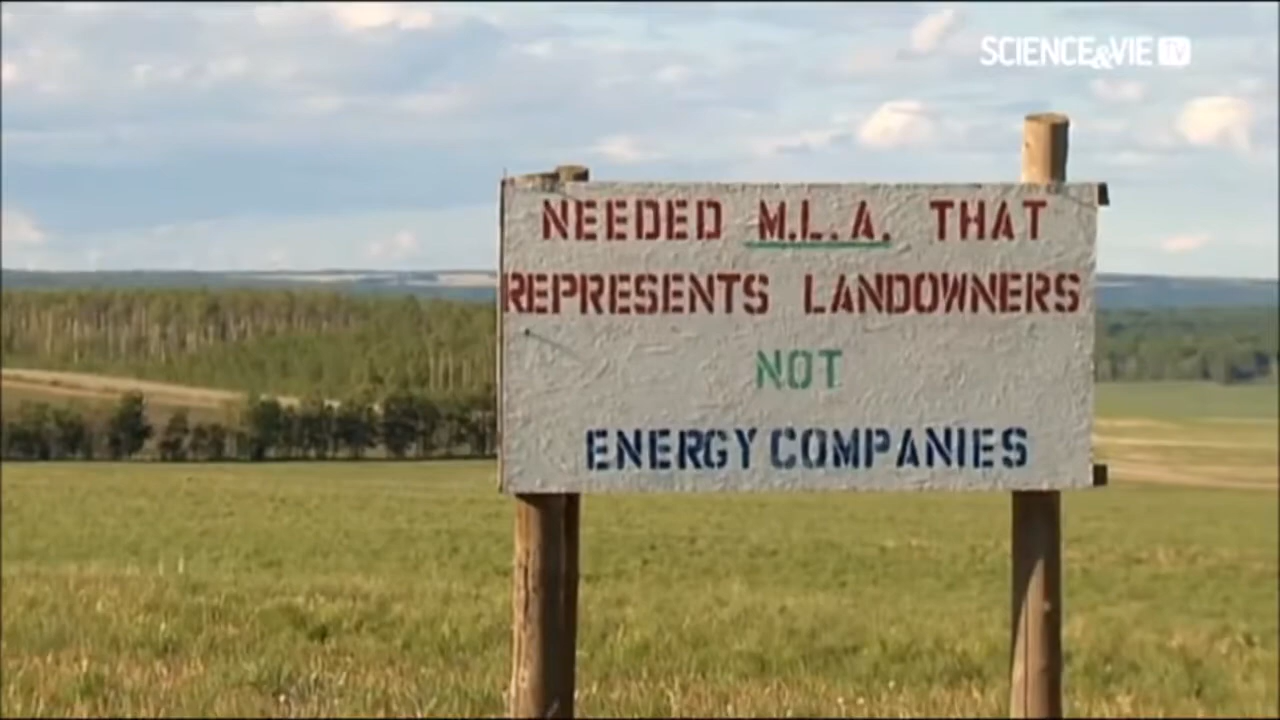 SCIENCE&VIE TV
NEEDED M.L.A. THAT
REPRESENTS LANDOWNERS
NOT
ENERGY COMPANIES